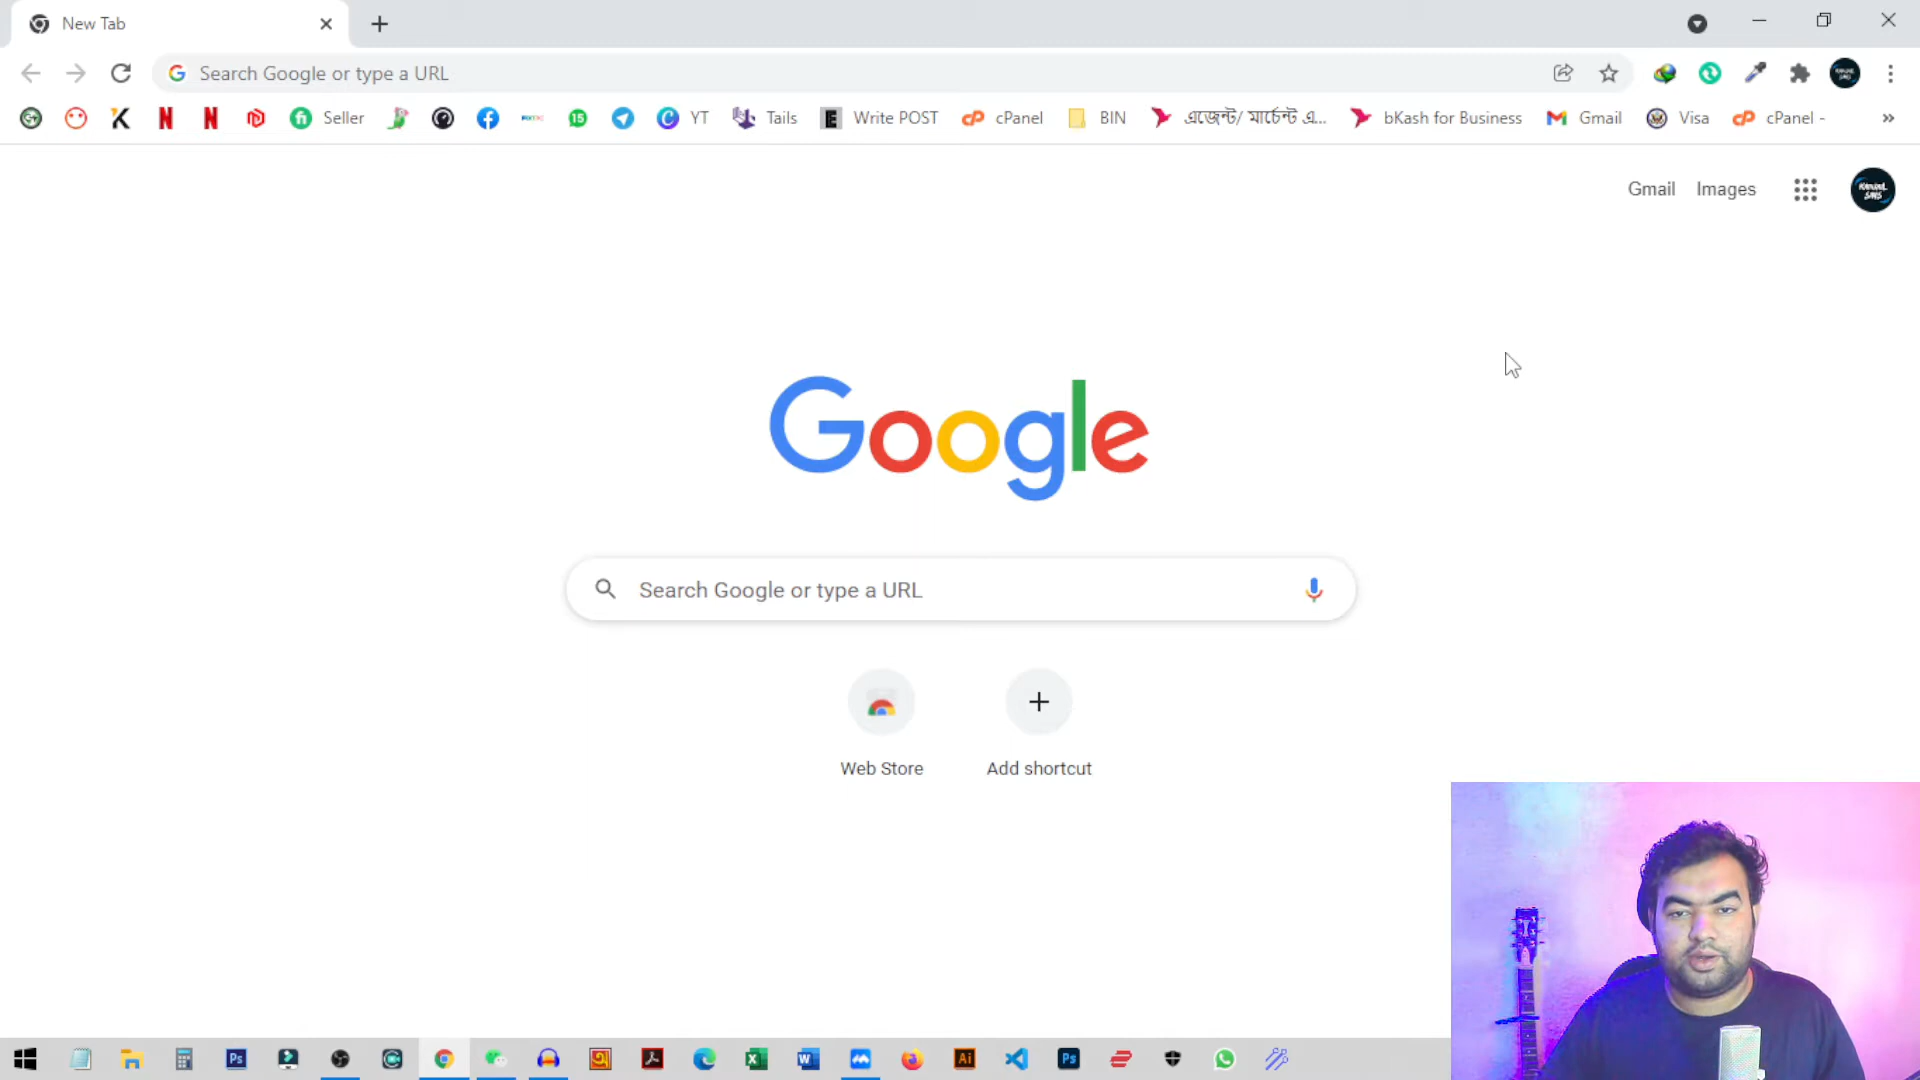 New Tab
Search Google or type a URL
15 Seller YT Tails Write POST cPanel BIN এজেন্ট/ মার্চেন্ট এ... bKash for Business Gmail Visa cPanel - »
Gmail Images
Google
Search Google or type a URL
Web Store Add shortcut